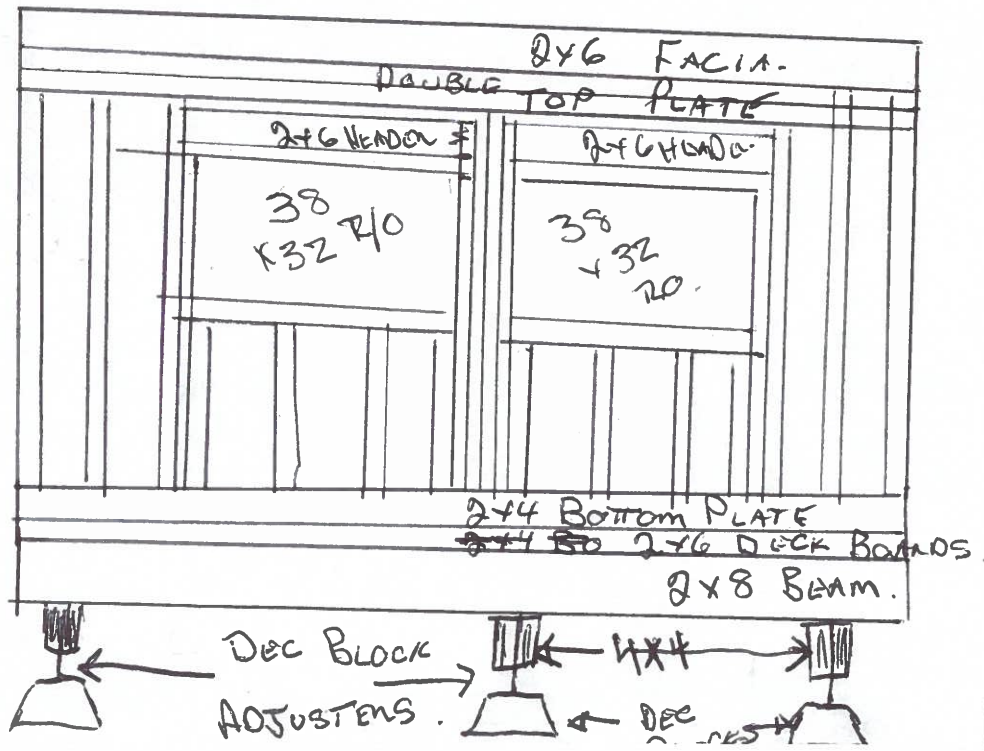 2x6 FACIA.
DOUBLE TOP PLATE
2x6 HEADER
2x6 HEADER
38 x32 R/O
38 x 32 RO.
2x4 BOTTOM PLATE
2x6 DECK BOARDS.
2x8 BEAM.
DEC BLOCK
ADJUSTERS.
4x4
DEC